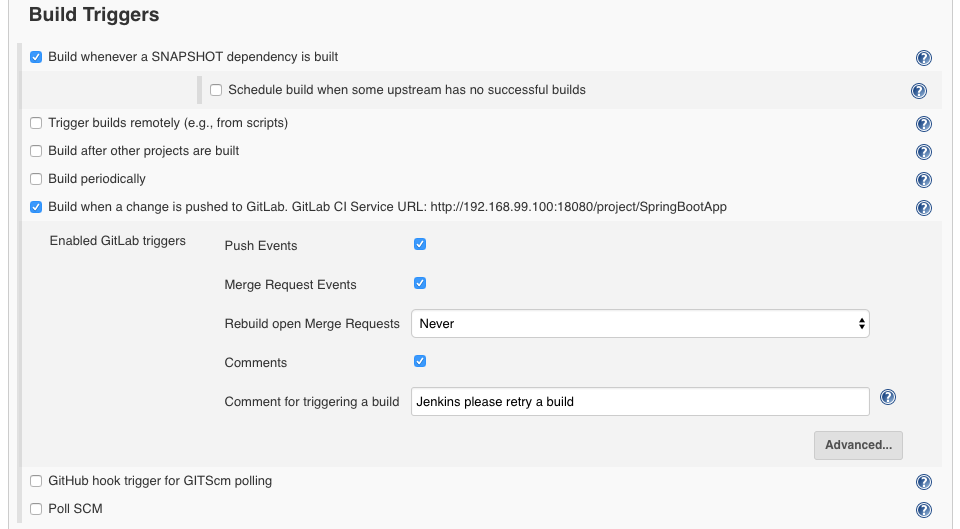 Build Triggers
Build whenever a SNAPSHOT dependency is built
Schedule build when some upstream has no successful builds
Trigger builds remotely (e.g., from scripts)
Build after other projects are built
Build periodically
Build when a change is pushed to GitLab. GitLab CI Service URL: http://192.168.99.100:18080/project/SpringBootApp
Enabled GitLab triggers
Push Events
Merge Request Events
Rebuild open Merge Requests Never
Comments
Comment for triggering a build Jenkins please retry a build
Advanced...
GitHub hook trigger for GITScm polling
Poll SCM